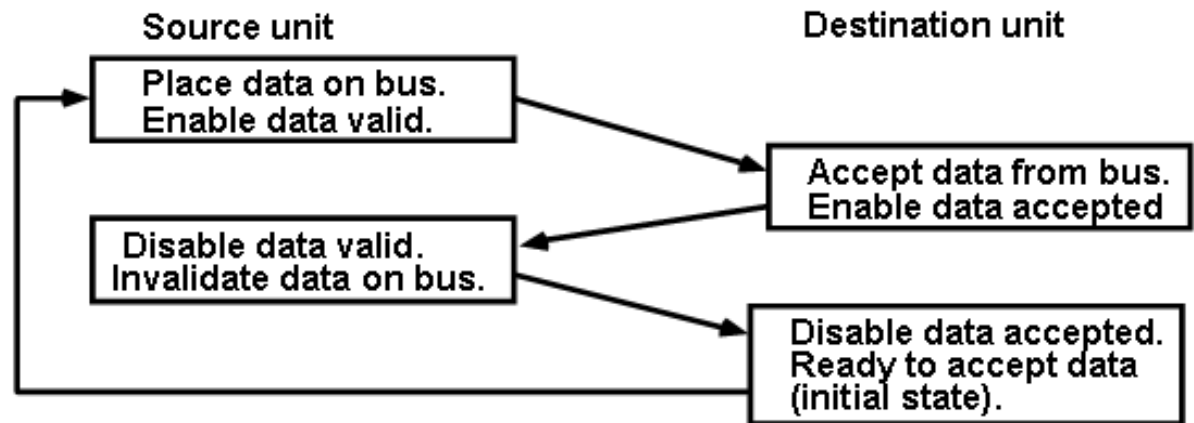 Source unit
Destination unit
Place data on bus.
Enable data valid.
Accept data from bus.
Enable data accepted
Disable data valid.
Invalidate data on bus.
Disable data accepted.
Ready to accept data
(initial state).